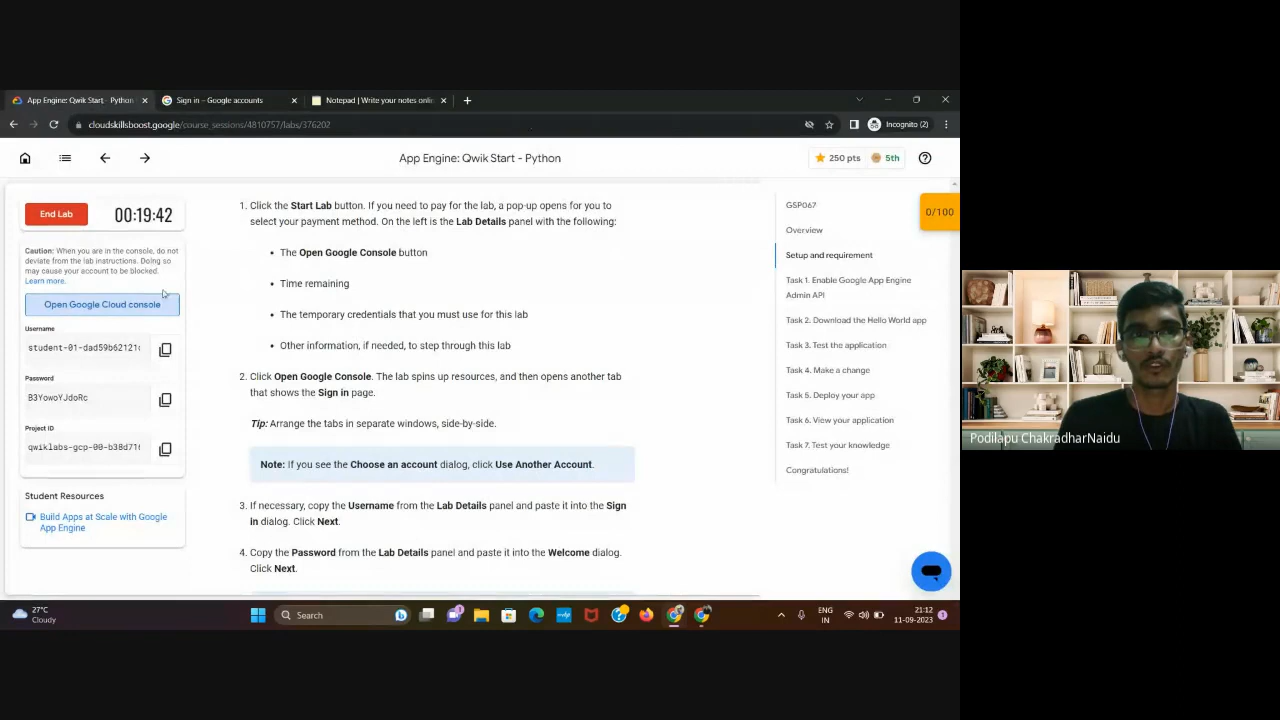 App Engine: Qwik Start - Python
Sign in – Google accounts
Notepad | Write your notes onli
cloudskillsboost.google/course_sessions/4810757/labs/376202
Incognito (2)
App Engine: Qwik Start - Python
250 pts
5th
End Lab
00:19:42
Caution: When you are in the console, do not
deviate from the lab instructions. Doing so
may cause your account to be blocked.
Learn more.
Open Google Cloud console
Username
student-01-dad59b62121
Password
B3YowoYJdoRc
Project ID
qwiklabs-gcp-00-b38d71
Student Resources
Build Apps at Scale with Google
App Engine
1. Click the Start Lab button. If you need to pay for the lab, a pop-up opens for you to
select your payment method. On the left is the Lab Details panel with the following:
• The Open Google Console button
• Time remaining
• The temporary credentials that you must use for this lab
• Other information, if needed, to step through this lab
2. Click Open Google Console. The lab spins up resources, and then opens another tab
that shows the Sign in page.
Tip: Arrange the tabs in separate windows, side-by-side.
Note: If you see the Choose an account dialog, click Use Another Account.
3. If necessary, copy the Username from the Lab Details panel and paste it into the Sign
in dialog. Click Next.
4. Copy the Password from the Lab Details panel and paste it into the Welcome dialog.
Click Next.
GSP067
Overview
Setup and requirement
Task 1. Enable Google App Engine
Admin API
Task 2. Download the Hello World app
Task 3. Test the application
Task 4. Make a change
Task 5. Deploy your app
Task 6. View your application
Task 7. Test your knowledge
Congratulations!
0/100
Podilapu ChakradharNaidu
27°C
Cloudy
Search
ENG
IN
21:12
11-09-2023